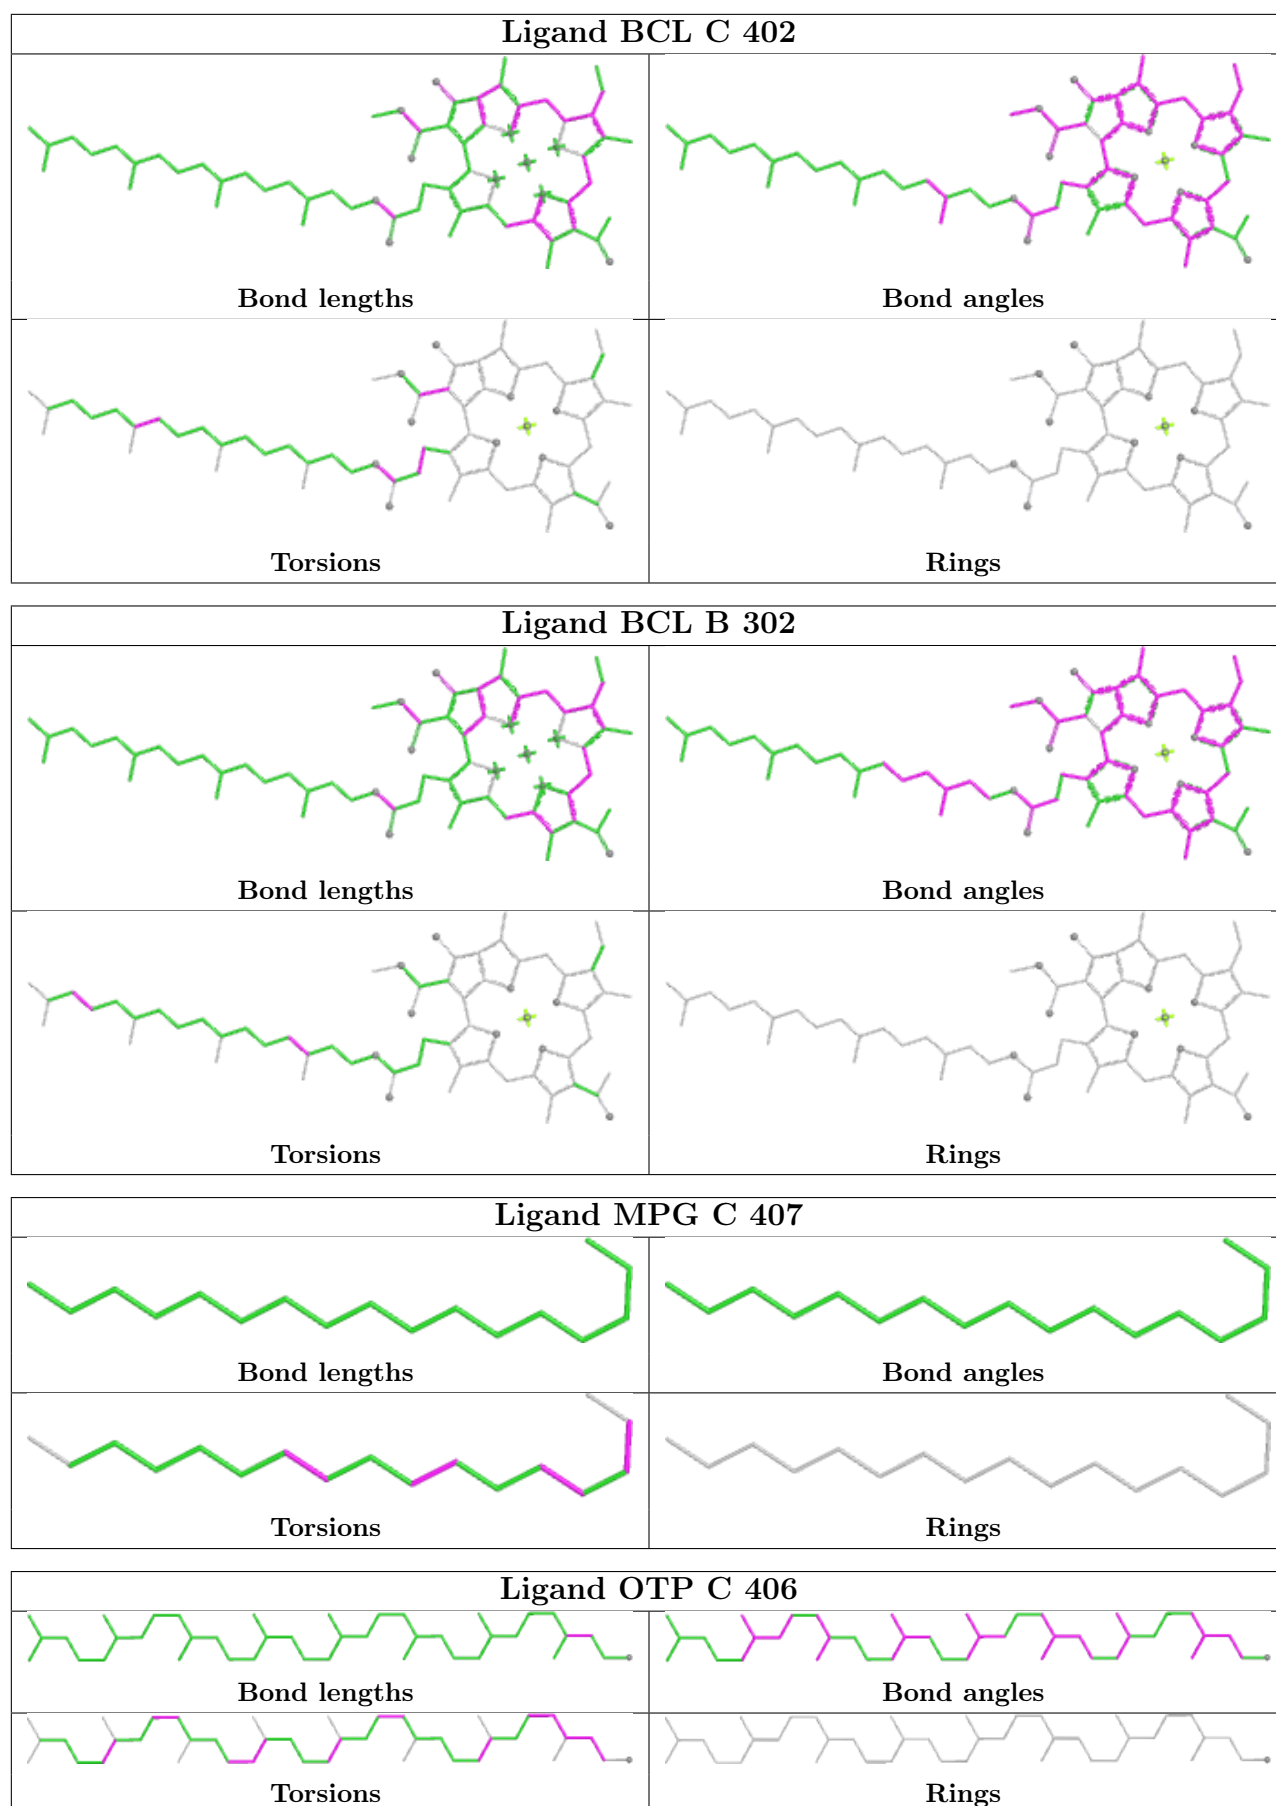 Ligand BCL C 402
Bond lengths
Bond angles
Torsions
Rings
Ligand BCL B 302
Bond lengths
Bond angles
Torsions
Rings
Ligand MPG C 407
Bond lengths
Bond angles
Torsions
Rings
Ligand OTP C 406
Bond lengths
Bond angles
Torsions
Rings